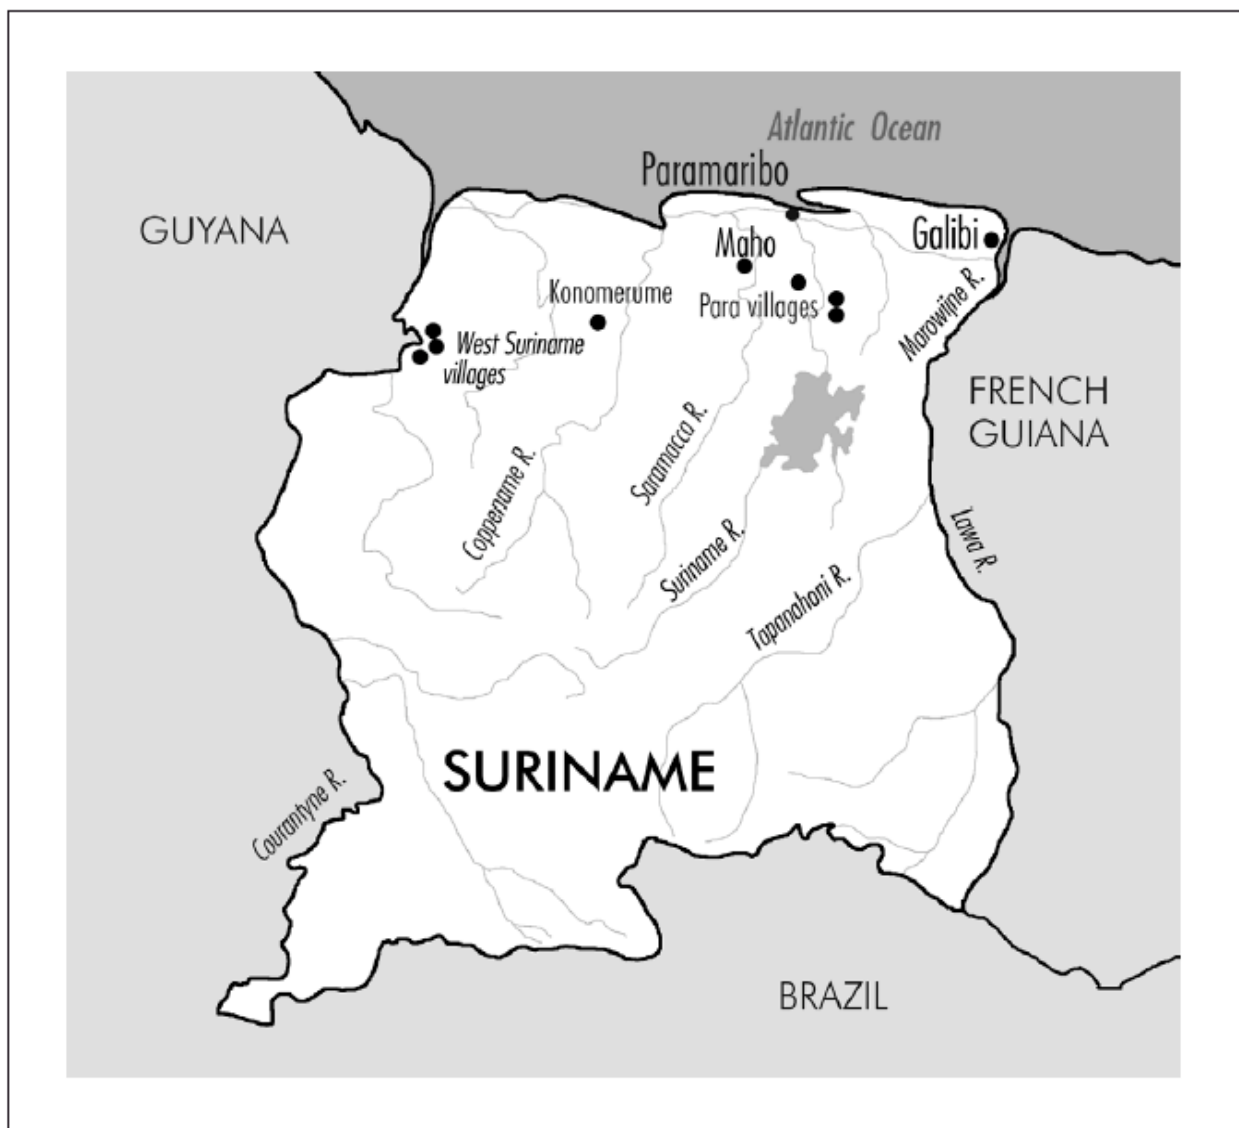 Atlantic Ocean
Paramaribo
GUYANA
Maho
Galibi
Konomerume
Para villages
Marowijne R.
West Suriname
villages
FRENCH
GUIANA
Saramacca R.
Coppename R.
Lawa R.
Suriname R.
Tapanahoni R.
SURINAME
Courantyne R.
BRAZIL